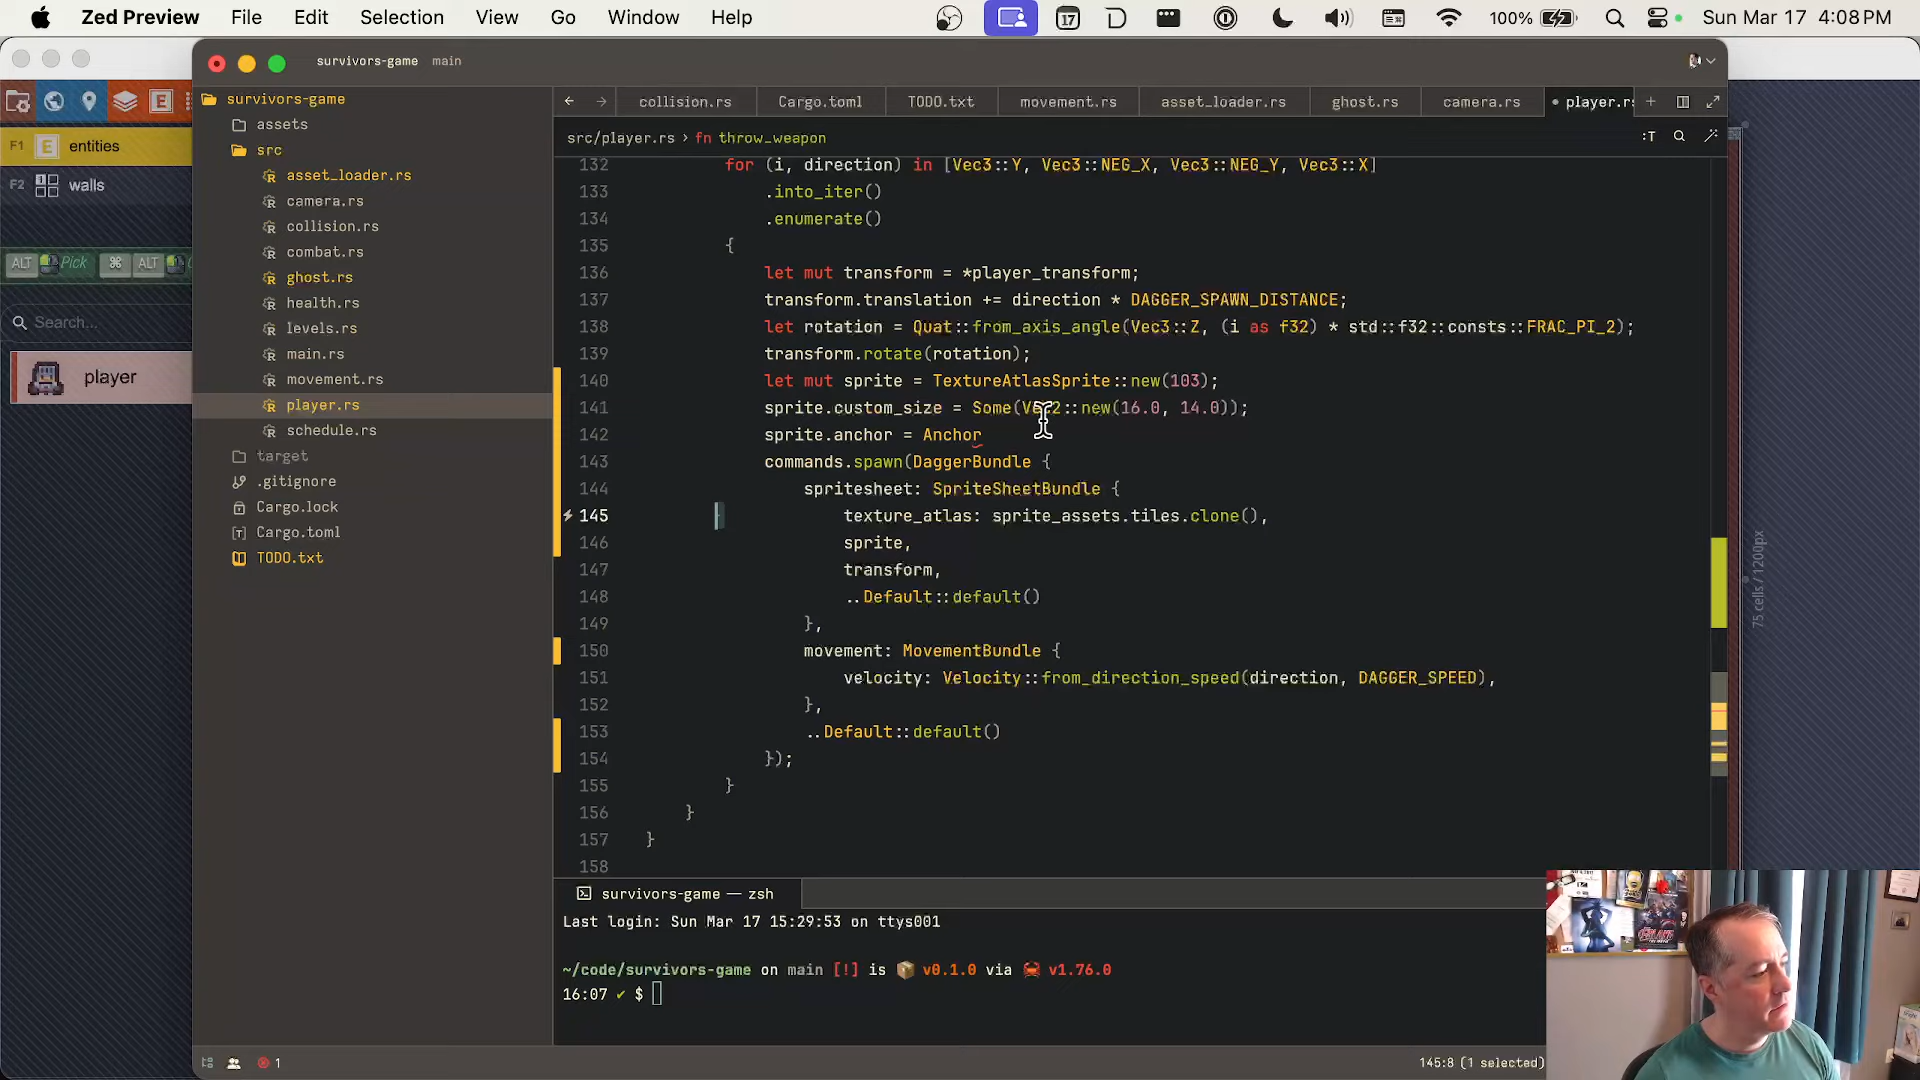 Zed Preview File Edit Selection View Go Window Help 17 100% Sun Mar 17 4:08 PM
survivors-game main
survivors-game
assets
src
asset_loader.rs
camera.rs
collision.rs
combat.rs
ghost.rs
health.rs
levels.rs
main.rs
movement.rs
player.rs
schedule.rs
target
.gitignore
Cargo.lock
Cargo.toml
TODO.txt
F1 E entities
F2 walls
ALT Pick ⌘ ALT
Search...
player
collision.rs Cargo.toml TODO.txt movement.rs asset_loader.rs ghost.rs camera.rs player.rs
src/player.rs › fn throw_weapon
132 for (i, direction) in [Vec3::Y, Vec3::NEG_X, Vec3::NEG_Y, Vec3::X]
133 .into_iter()
134 .enumerate()
135 {
136 let mut transform = *player_transform;
137 transform.translation += direction * DAGGER_SPAWN_DISTANCE;
138 let rotation = Quat::from_axis_angle(Vec3::Z, (i as f32) * std::f32::consts::FRAC_PI_2);
139 transform.rotate(rotation);
140 let mut sprite = TextureAtlasSprite::new(103);
141 sprite.custom_size = Some(Vec2::new(16.0, 14.0));
142 sprite.anchor = Anchor
143 commands.spawn(DaggerBundle {
144 spritesheet: SpriteSheetBundle {
145 texture_atlas: sprite_assets.tiles.clone(),
146 sprite,
147 transform,
148 ..Default::default()
149 },
150 movement: MovementBundle {
151 velocity: Velocity::from_direction_speed(direction, DAGGER_SPEED),
152 },
153 ..Default::default()
154 });
155 }
156 }
157 }
158
survivors-game — zsh
Last login: Sun Mar 17 15:29:53 on ttys001
~/code/survivors-game on main [!] is 📦 v0.1.0 via 🦀 v1.76.0
16:07 ✔ $
1
145:8 (1 selected)
75 cells / 1200px